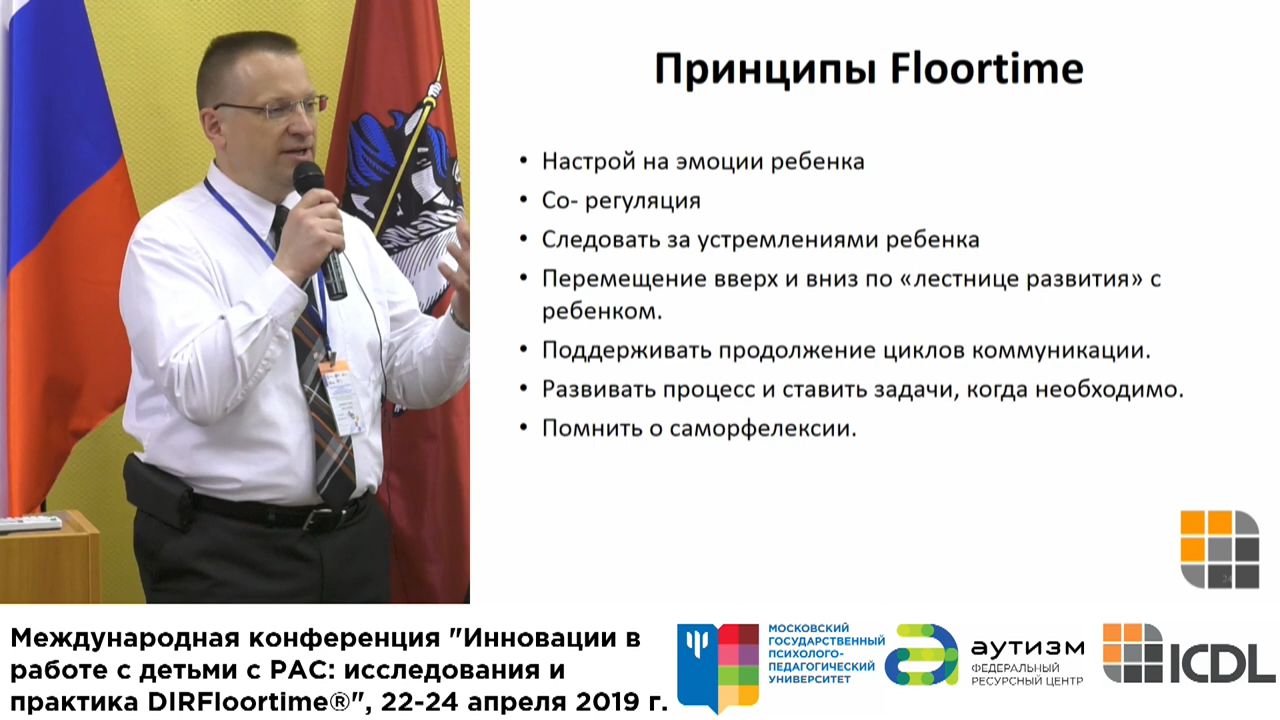 Принципы Floortime
• Настрой на эмоции ребенка
• Со- регуляция
• Следовать за устремлениями ребенка
• Перемещение вверх и вниз по «лестнице развития» с
ребенком.
• Поддерживать продолжение циклов коммуникации.
• Развивать процесс и ставить задачи, когда необходимо.
• Помнить о саморфелексии.
24
Международная конференция "Инновации в
работе с детьми с РАС: исследования и
практика DIRFloortime®", 22-24 апреля 2019 г.
МОСКОВСКИЙ
ГОСУДАРСТВЕННЫЙ
ПСИХОЛОГО-
ПЕДАГОГИЧЕСКИЙ
УНИВЕРСИТЕТ
аутизм
ФЕДЕРАЛЬНЫЙ
РЕСУРСНЫЙ ЦЕНТР
ICDL